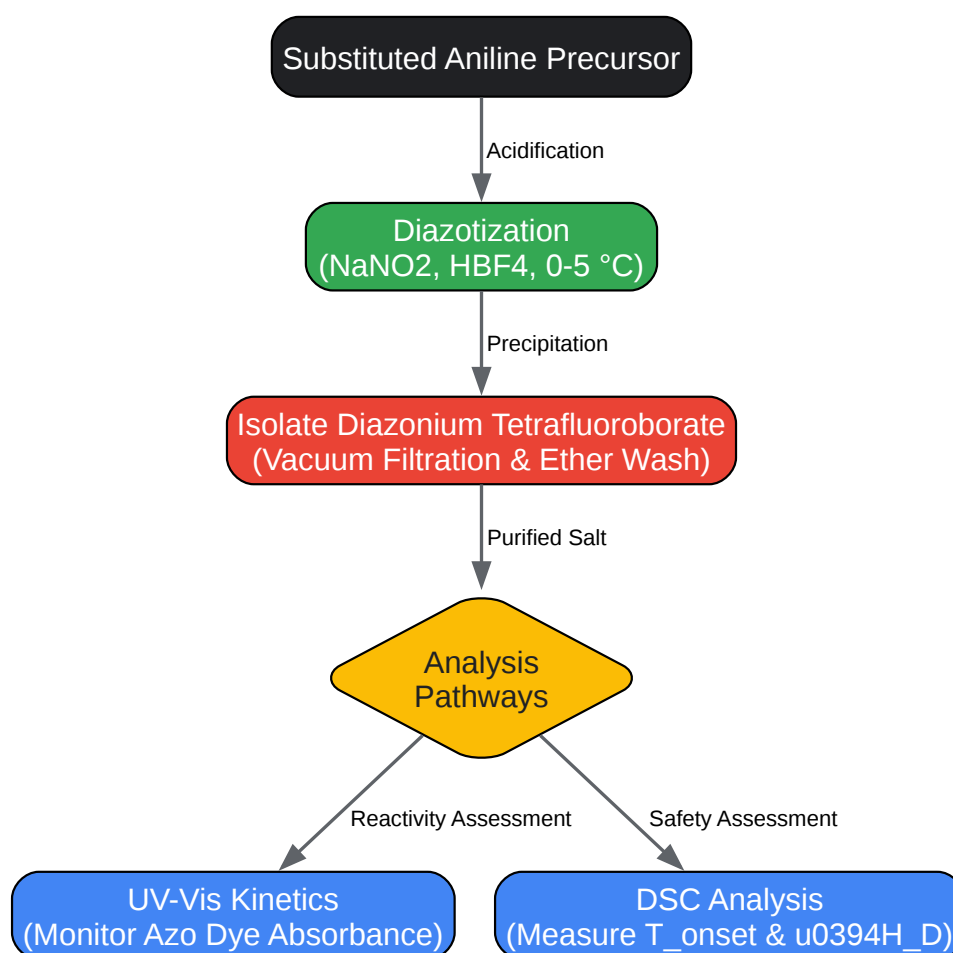 Substituted Aniline Precursor
Acidification
Diazotization
(NaNO2, HBF4, 0-5 °C)
Precipitation
Isolate Diazonium Tetrafluoroborate
(Vacuum Filtration & Ether Wash)
Purified Salt
Analysis
Pathways
Reactivity Assessment
Safety Assessment
UV-Vis Kinetics
(Monitor Azo Dye Absorbance)
DSC Analysis
(Measure T_onset & u0394H_D)